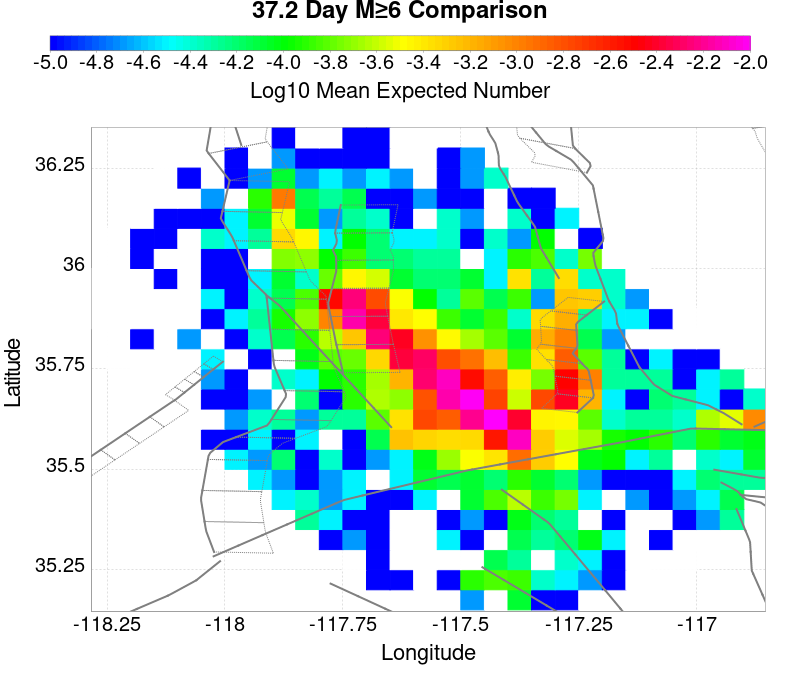 37.2 Day M≥6 Comparison
-5.0 -4.8 -4.6 -4.4 -4.2 -4.0 -3.8 -3.6 -3.4 -3.2 -3.0 -2.8 -2.6 -2.4 -2.2 -2.0
Log10 Mean Expected Number
36.25
36
35.75
35.5
35.25
Latitude
-118.25 -118 -117.75 -117.5 -117.25 -117
Longitude